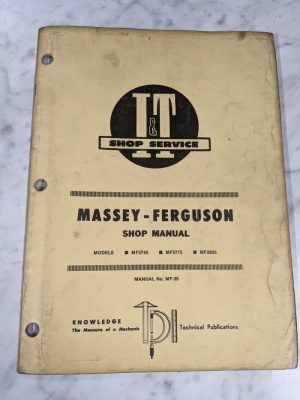 I&T
SHOP SERVICE
MASSEY-FERGUSON
SHOP MANUAL
MODELS ■ MF2745 ■ MF2775 ■ MF2805
MANUAL No. MF-39
KNOWLEDGE
The Measure of a Mechanic
Technical Publications